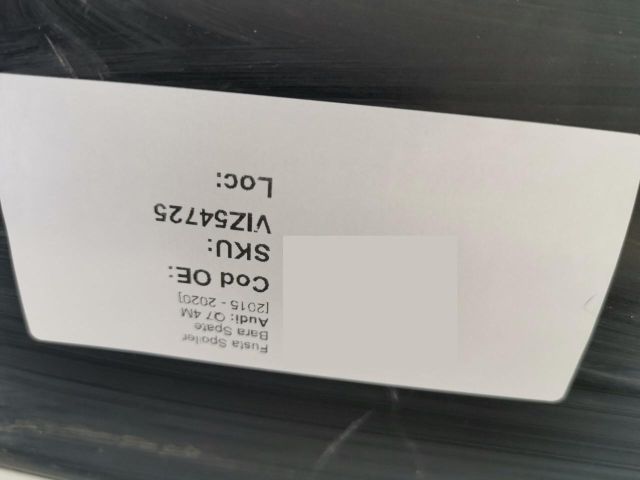 Fusta Spoiler
Bara Spate
Audi: Q7 4M
[2015 - 2020]
Cod OE:
SKU:
VIZ54725
Loc: